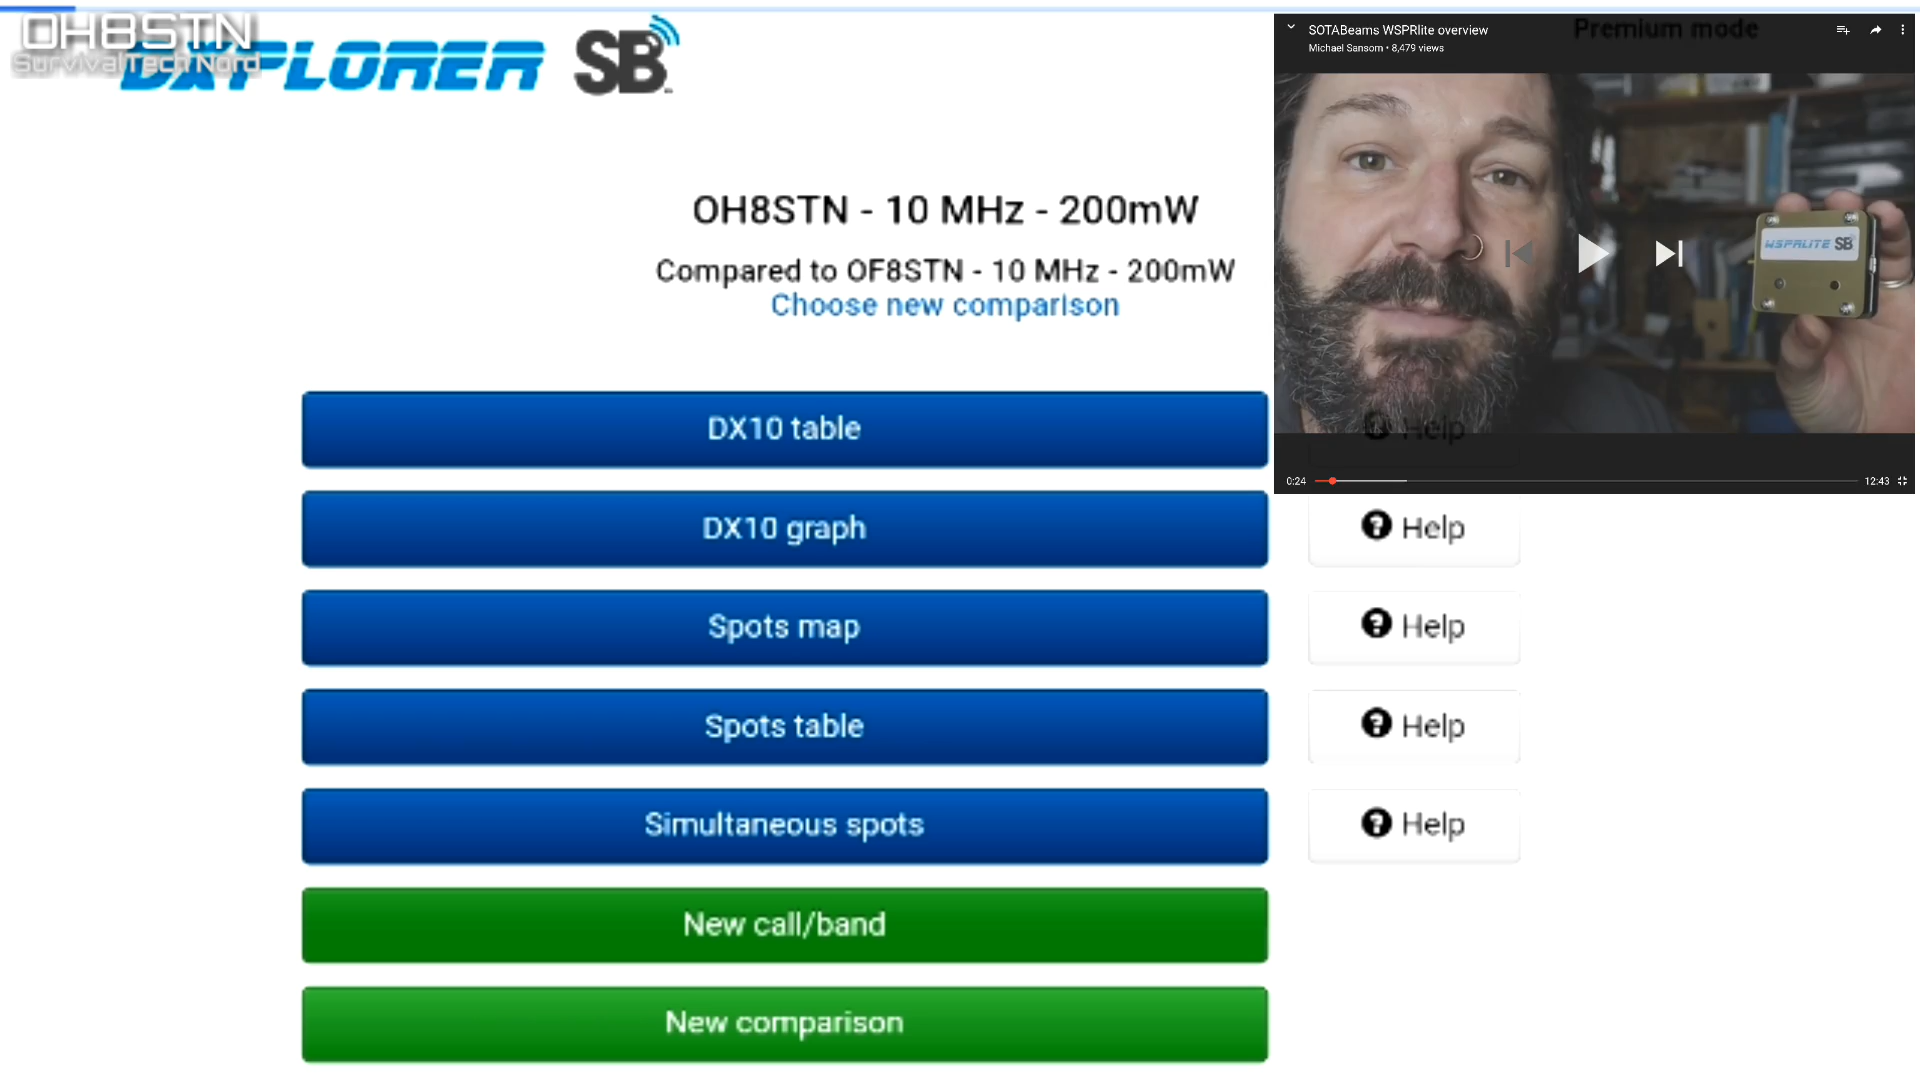 OH8STN
SurvivalTechNord
DXPLORER SB
Premium mode
SOTABeams WSPRlite overview
Michael Sansom • 8,479 views
WSPRLITE SB
OH8STN - 10 MHz - 200mW
Compared to OF8STN - 10 MHz - 200mW
Choose new comparison
DX10 table
Help
0:24
12:43
DX10 graph
Help
Spots map
Help
Spots table
Help
Simultaneous spots
Help
New call/band
New comparison